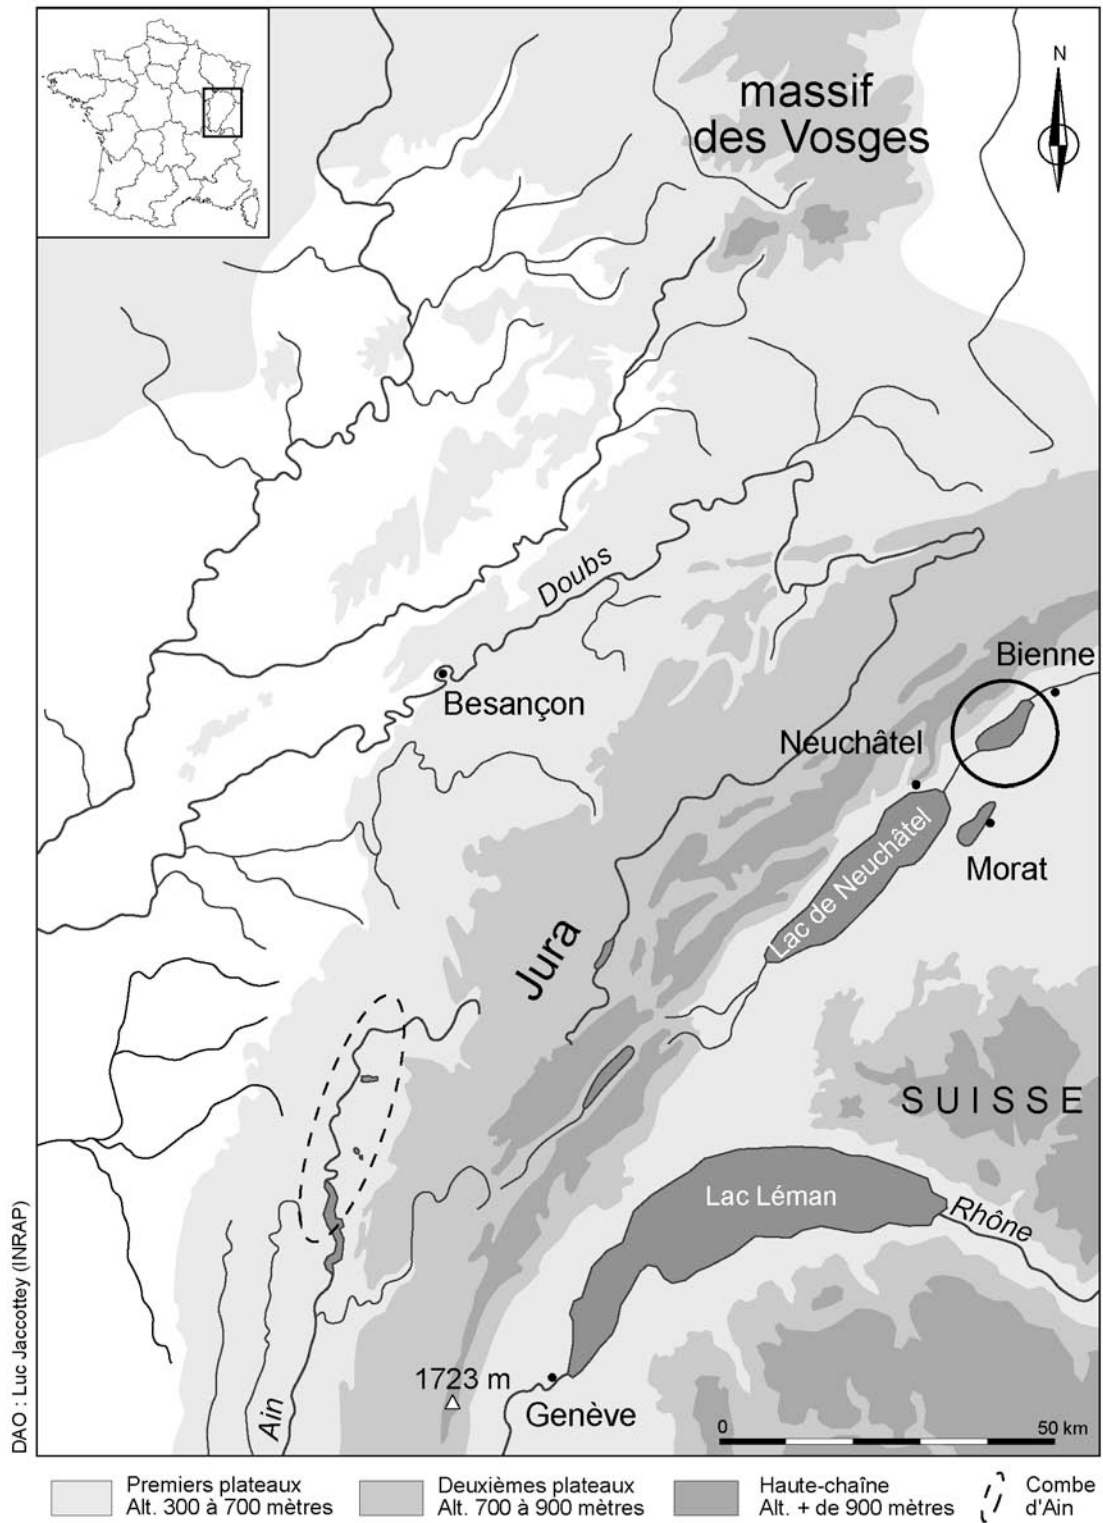 massif
des Vosges
N
Doubs
Besançon
Bienne
Neuchâtel
Morat
Lac de Neuchâtel
Jura
SUISSE
Lac Léman
Rhône
1723 m
Genève
Ain
0 50 km
DAO : Luc Jaccottey (INRAP)
Premiers plateaux
Alt. 300 à 700 mètres
Deuxièmes plateaux
Alt. 700 à 900 mètres
Haute-chaîne
Alt. + de 900 mètres
Combe
d'Ain